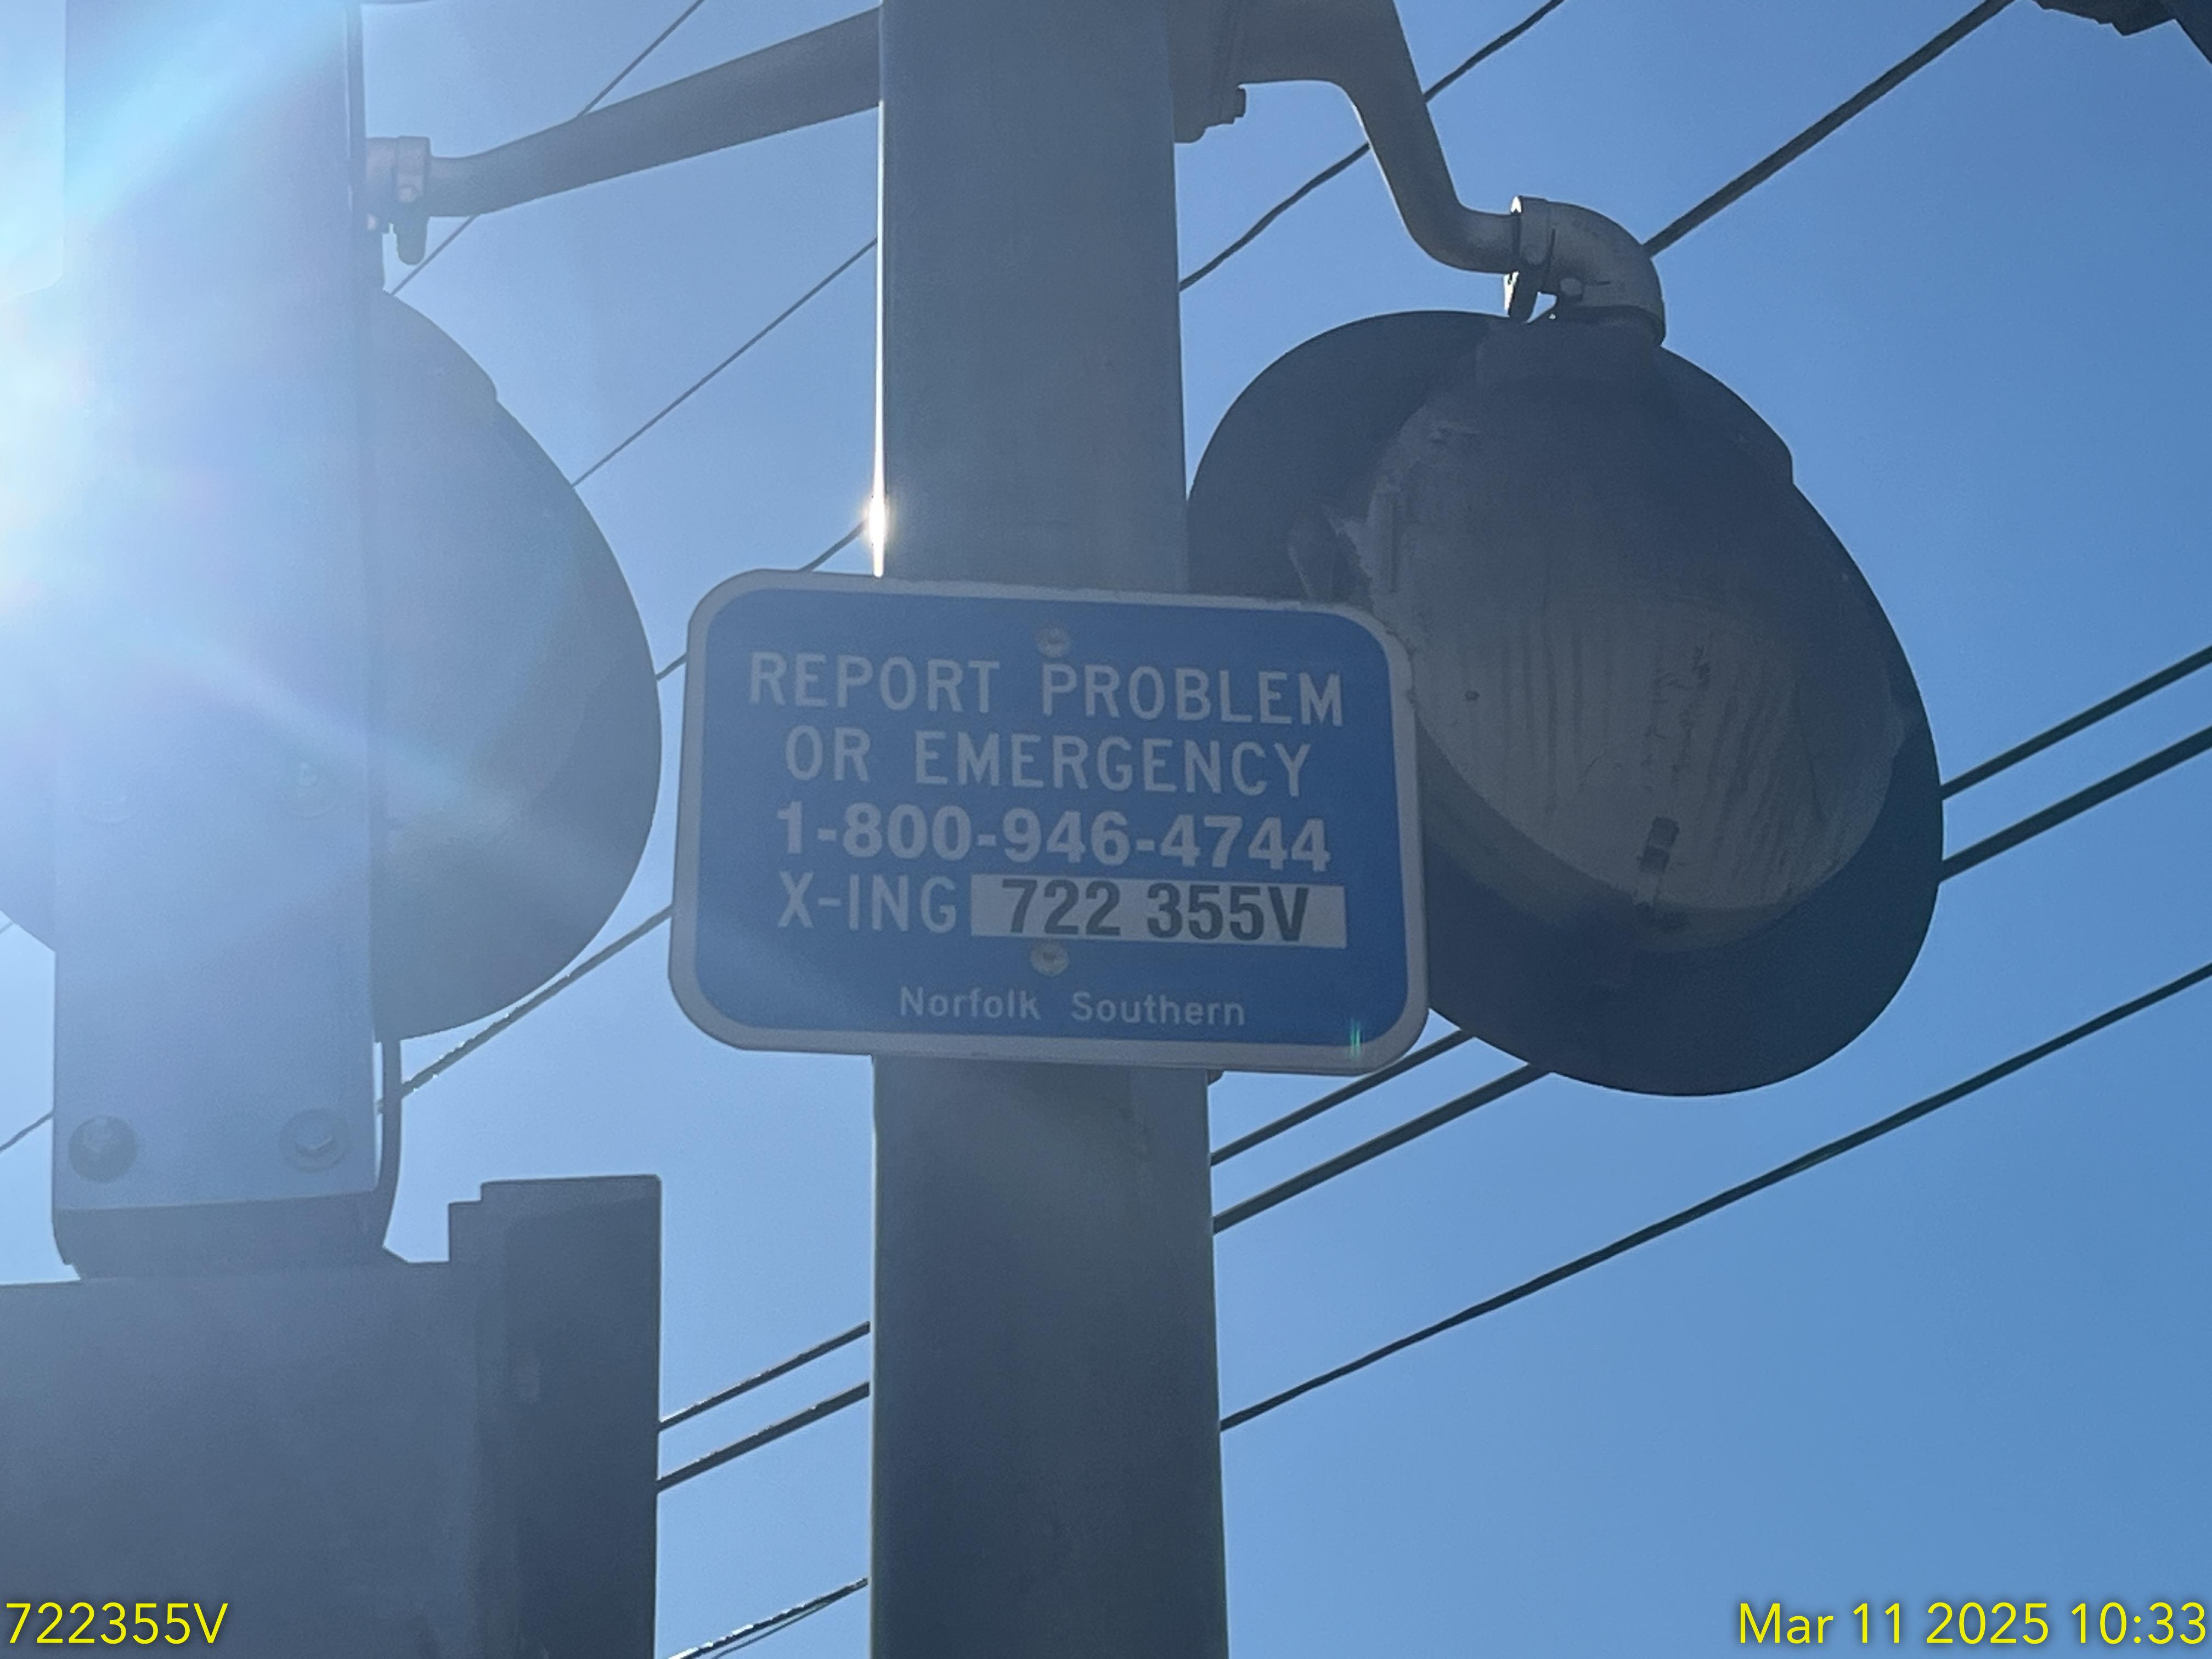 REPORT PROBLEM
OR EMERGENCY
1-800-946-4744
X-ING 722 355V
Norfolk Southern
722355V
Mar 11 2025 10:33